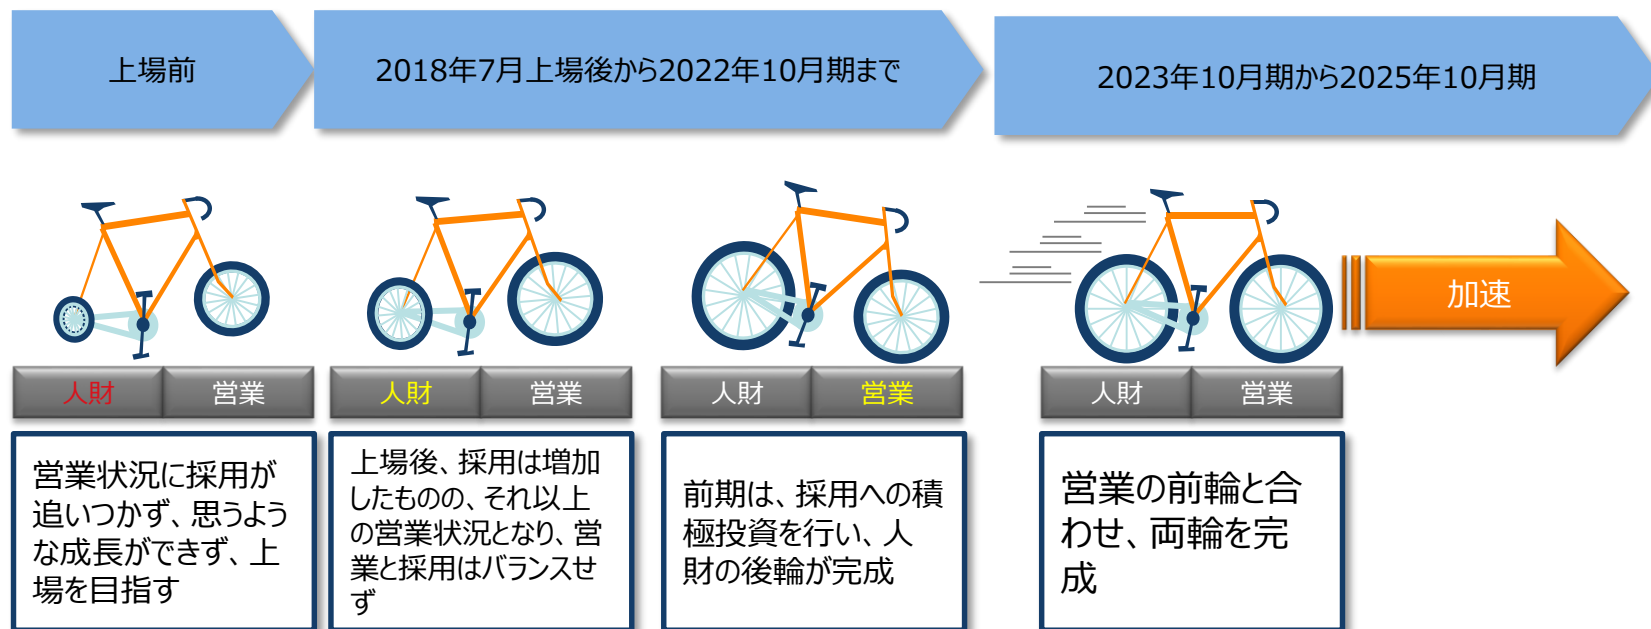 上場前
2018年7月上場後から2022年10月期まで
2023年10月期から2025年10月期
加速
人財
営業
人財
営業
人財
営業
人財
営業
営業状況に採用が
追いつかず、思うよう
な成長ができず、上
場を目指す
上場後、採用は増加
したものの、それ以上
の営業状況となり、営
業と採用はバランスせ
ず
前期は、採用への積
極投資を行い、人
財の後輪が完成
営業の前輪と合
わせ、両輪を完
成